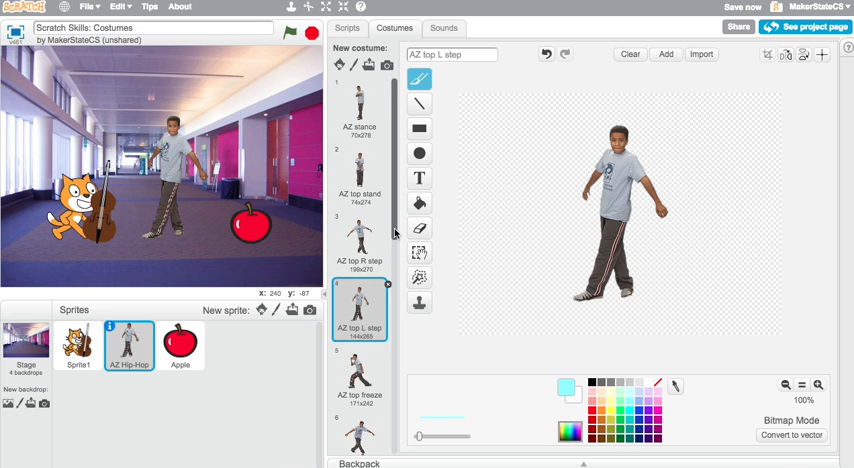 SCRATCH File▾ Edit▾ Tips About Save now MakerStateCS▾
v461 Scratch Skills: Costumes
by MakerStateCS (unshared)
Scripts Costumes Sounds
Share See project page
New costume:
AZ top L step
Clear Add Import
1
AZ stance
70x278
2
AZ top stand
74x274
3
AZ top R step
199x270
4
AZ top L step
144x265
5
AZ top freeze
171x242
6
T
x: 240 y: -87
Sprites New sprite:
Stage
4 backdrops
New backdrop:
Sprite1 AZ Hip-Hop Apple
100%
Bitmap Mode
Convert to vector
Backpack